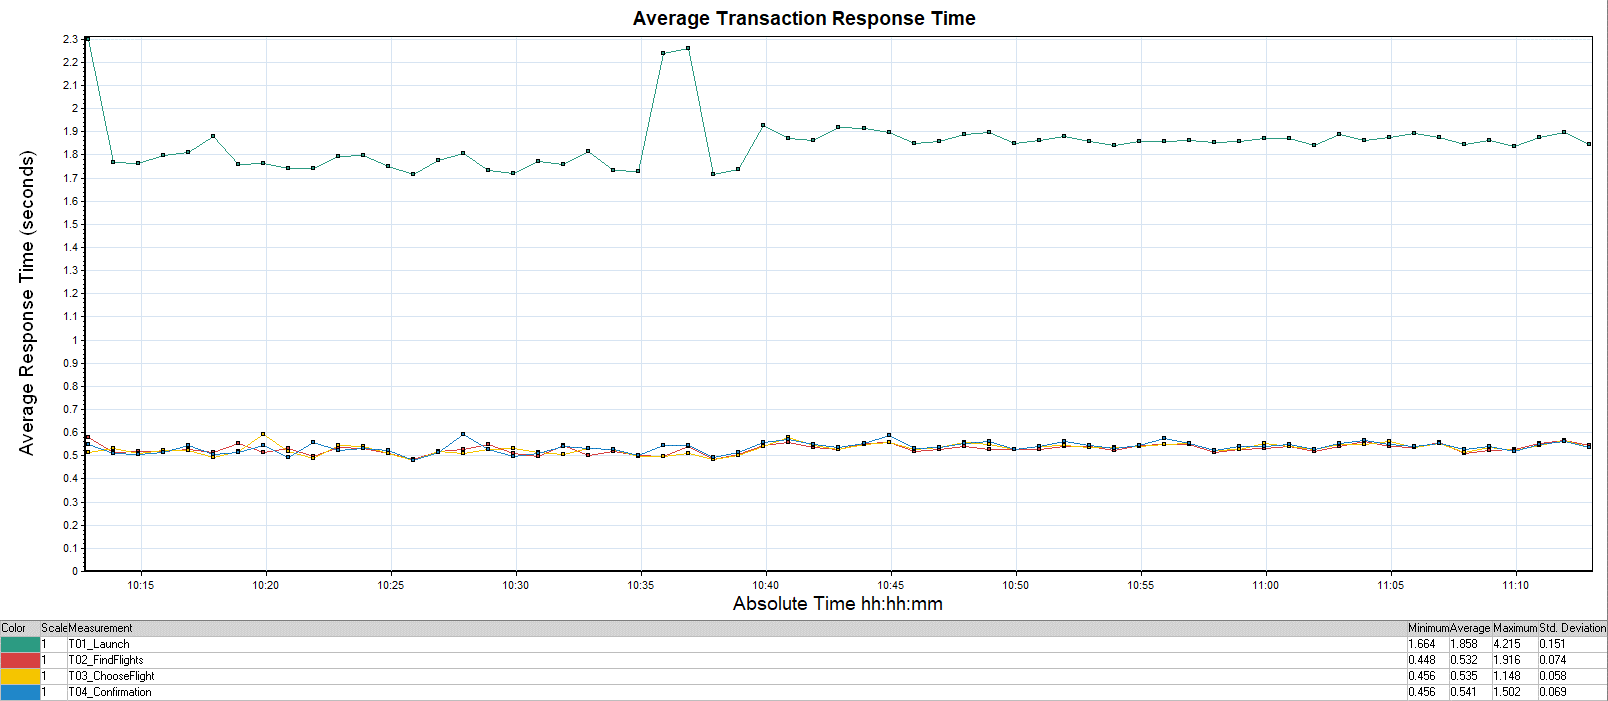 Average Transaction Response Time
Average Response Time (seconds)
2.3
2.2
2.1
2
1.9
1.8
1.7
1.6
1.5
1.4
1.3
1.2
1.1
1
0.9
0.8
0.7
0.6
0.5
0.4
0.3
0.2
0.1
0
10:15 10:20 10:25 10:30 10:35 10:40 10:45 10:50 10:55 11:00 11:05 11:10
Absolute Time hh:hh:mm
Color Scale Measurement Minimum Average Maximum Std. Deviation
1 T01_Launch 1.664 1.858 4.215 0.151
1 T02_FindFlights 0.448 0.532 1.916 0.074
1 T03_ChooseFlight 0.456 0.535 1.148 0.058
1 T04_Confirmation 0.456 0.541 1.502 0.069